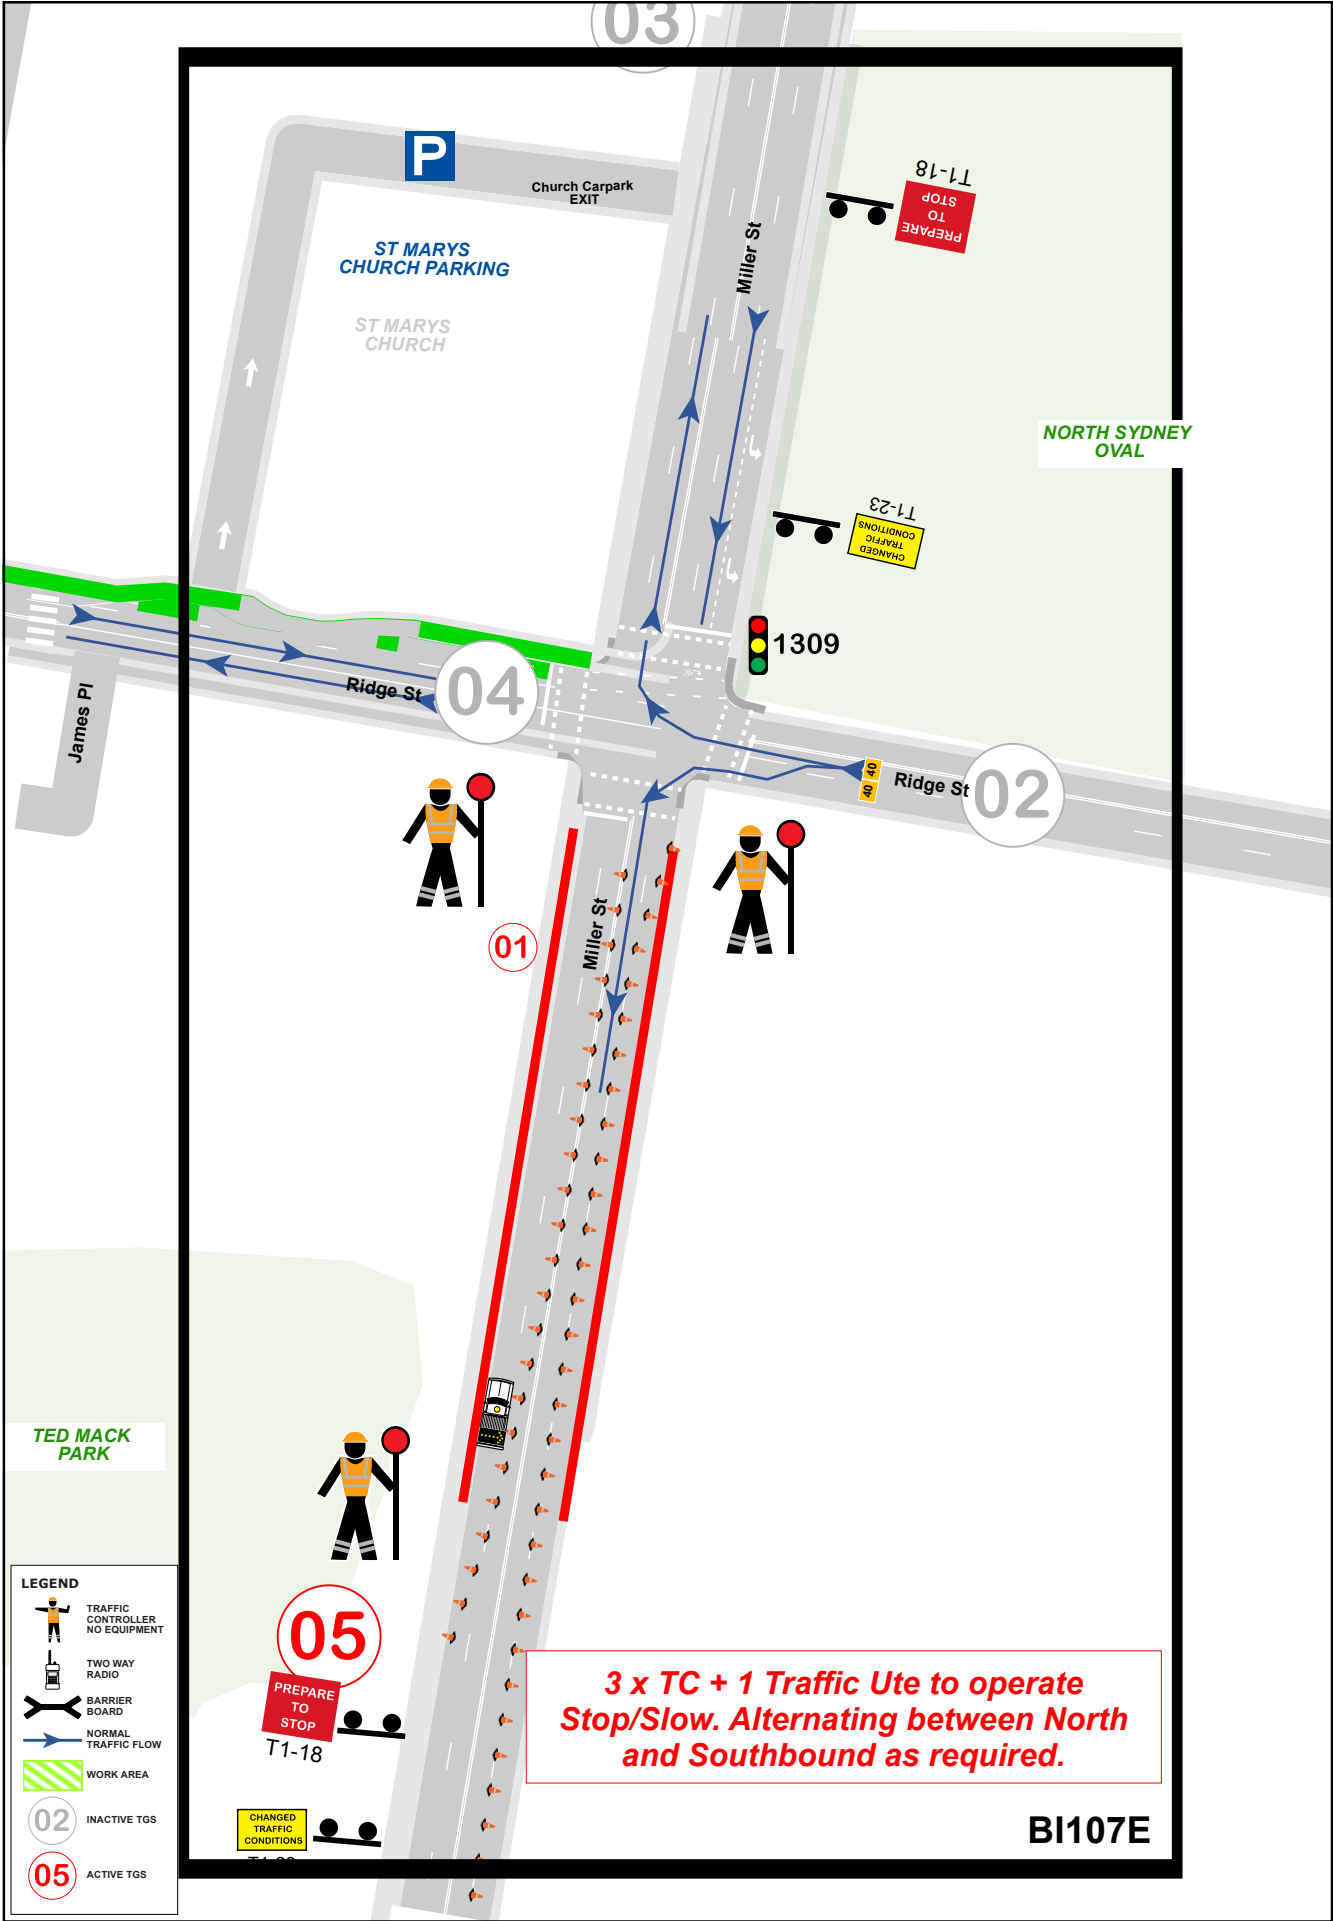 03
P
Church Carpark
EXIT
ST MARYS
CHURCH PARKING
ST MARYS
CHURCH
Miller St
T1-18
PREPARE
TO
STOP
NORTH SYDNEY
OVAL
T1-23
CHANGED
TRAFFIC
CONDITIONS
1309
Ridge St
04
James Pl
40
40
Ridge St
02
01
Miller St
TED MACK
PARK
05
PREPARE
TO
STOP
T1-18
CHANGED
TRAFFIC
CONDITIONS
3 x TC + 1 Traffic Ute to operate
Stop/Slow. Alternating between North
and Southbound as required.
BI107E
LEGEND
TRAFFIC
CONTROLLER
NO EQUIPMENT
TWO WAY
RADIO
BARRIER
BOARD
NORMAL
TRAFFIC FLOW
WORK AREA
02
INACTIVE TGS
05
ACTIVE TGS